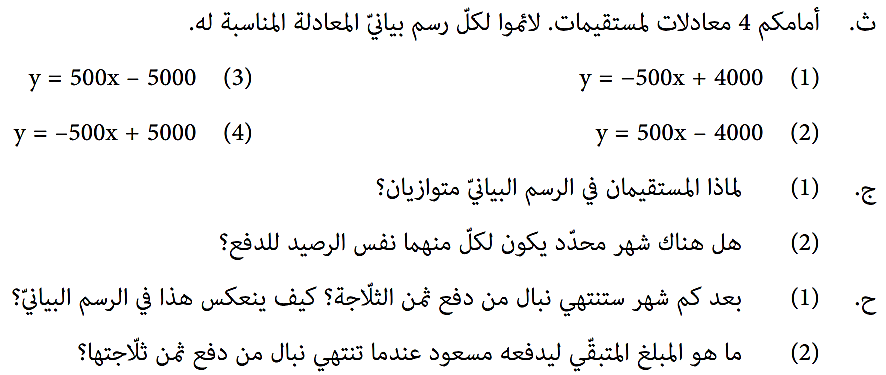 ث. أمامكم 4 معادلات لمستقيمات. لائموا لكلّ رسم بيانيّ المعادلة المناسبة له.
(1) y = –500x + 4000 (3) y = 500x – 5000
(2) y = 500x – 4000 (4) y = –500x + 5000
ج. (1) لماذا المستقيمان في الرسم البيانيّ متوازيان؟
(2) هل هناك شهر محدّد يكون لكلّ منهما نفس الرصيد للدفع؟
ح. (1) بعد كم شهر ستنتهي نبال من دفع ثمن الثلّاجة؟ كيف ينعكس هذا في الرسم البيانيّ؟
(2) ما هو المبلغ المتبقّي ليدفعه مسعود عندما تنتهي نبال من دفع ثمن ثلّاجتها؟